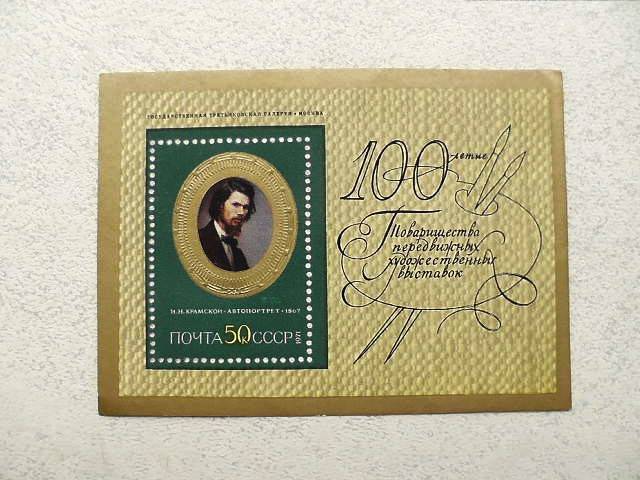 ГОСУДАРСТВЕННАЯ ТРЕТЬЯКОВСКАЯ ГАЛЕРЕЯ • МОСКВА
И.Н. КРАМСКОЙ • АВТОПОРТРЕТ • 1867
ПОЧТА 50К СССР
1971
100-летие
Товарищества
передвижных
художественных
выставок